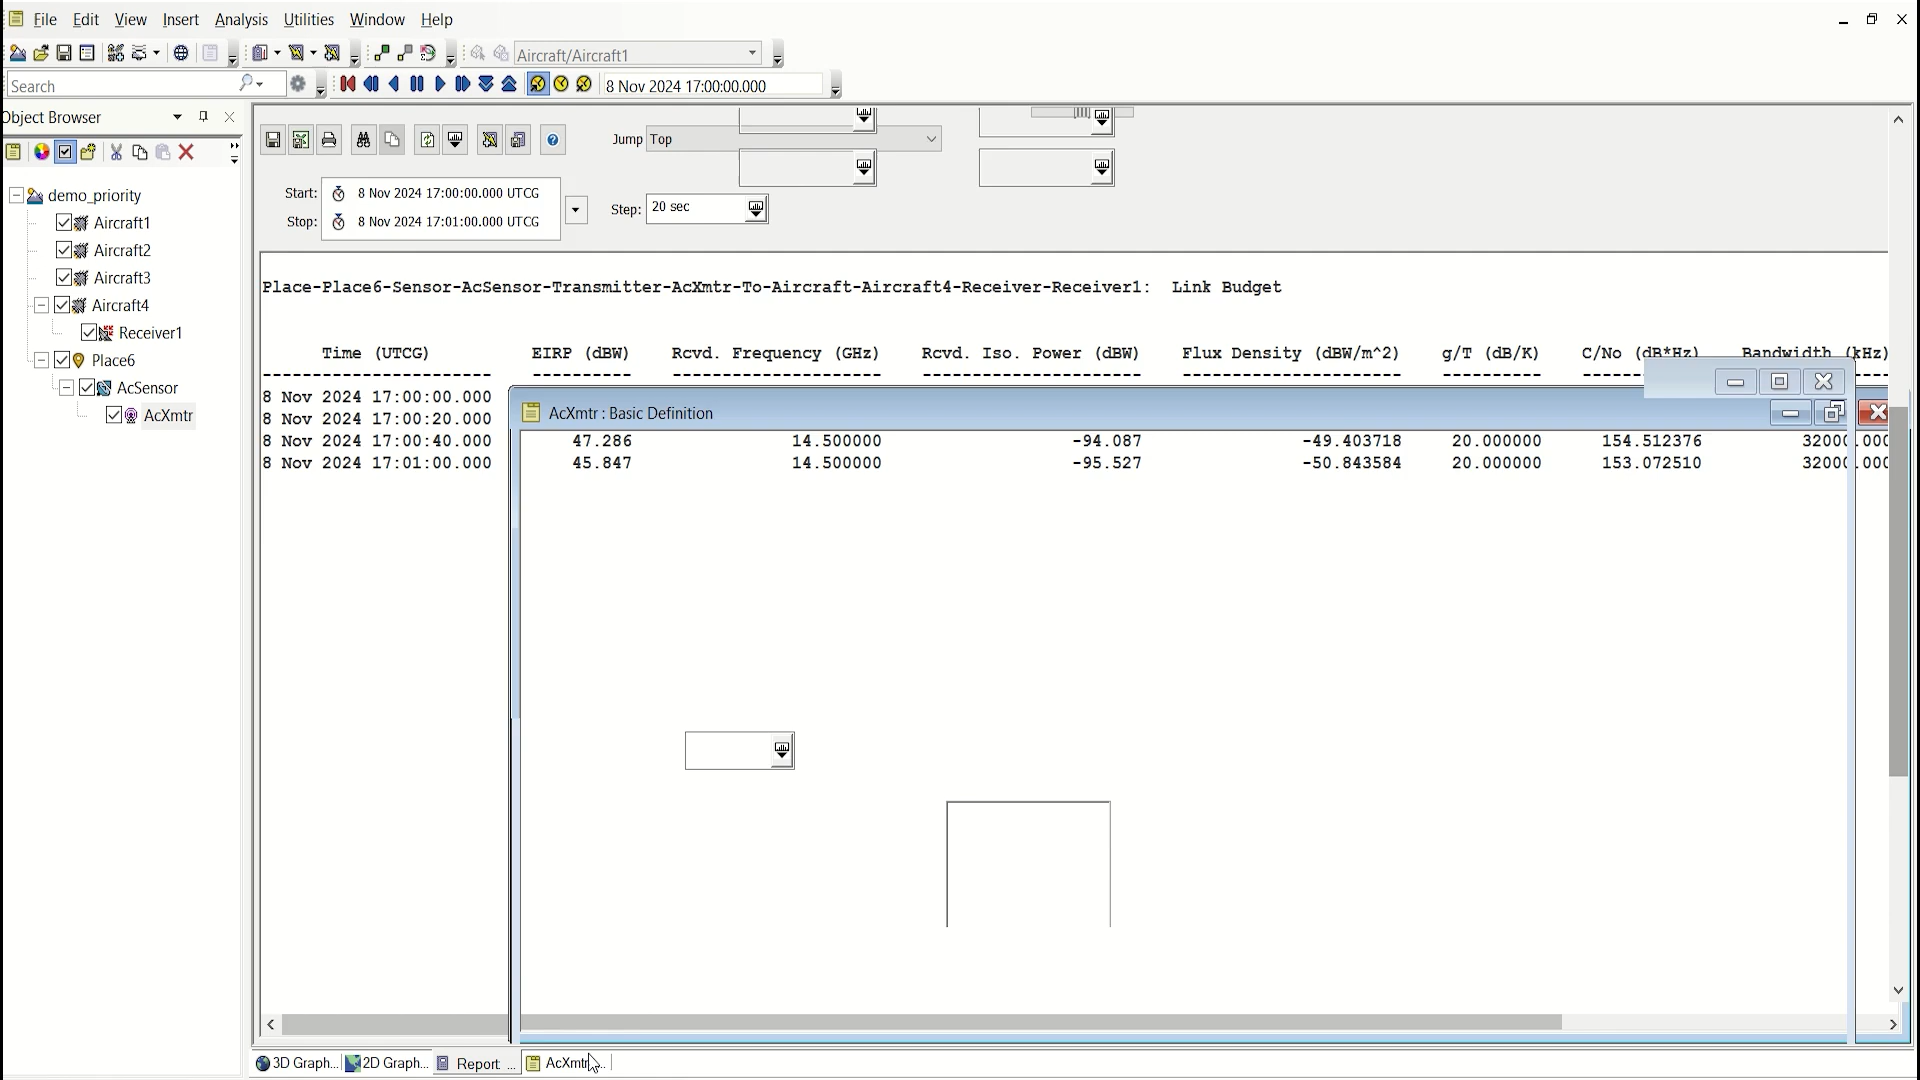 File Edit View Insert Analysis Utilities Window Help
Aircraft/Aircraft1
Search
8 Nov 2024 17:00:00.000
Object Browser
demo_priority
Aircraft1
Aircraft2
Aircraft3
Aircraft4
Receiver1
Place6
AcSensor
AcXmtr
Jump Top
Start: 8 Nov 2024 17:00:00.000 UTCG
Stop: 8 Nov 2024 17:01:00.000 UTCG
Step: 20 sec
Place-Place6-Sensor-AcSensor-Transmitter-AcXmtr-To-Aircraft-Aircraft4-Receiver-Receiver1: Link Budget
Time (UTCG) EIRP (dBW) Rcvd. Frequency (GHz) Rcvd. Iso. Power (dBW) Flux Density (dBW/m^2) g/T (dB/K) C/No (dB*Hz) Bandwidth (kHz)
8 Nov 2024 17:00:00.000
8 Nov 2024 17:00:20.000
AcXmtr : Basic Definition
8 Nov 2024 17:00:40.000 47.286 14.500000 -94.087 -49.403718 20.000000 154.512376 32000.000
8 Nov 2024 17:01:00.000 45.847 14.500000 -95.527 -50.843584 20.000000 153.072510 32000.000
3D Graph... 2D Graph... Report ... AcXmtr...